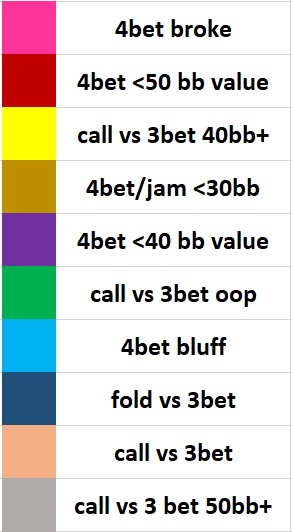 4bet broke
4bet <50 bb value
call vs 3bet 40bb+
4bet/jam <30bb
4bet <40 bb value
call vs 3bet oop
4bet bluff
fold vs 3bet
call vs 3bet
call vs 3 bet 50bb+